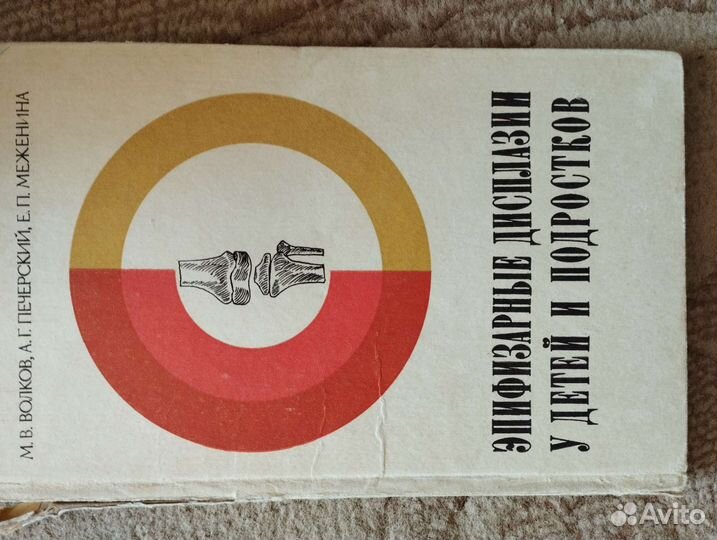 М. В. ВОЛКОВ, А. Г. ПЕЧЕРСКИЙ, Е. П. МЕЖЕНИНА
ЭПИФИЗАРНЫЕ ДИСПЛАЗИИ
У ДЕТЕЙ И ПОДРОСТКОВ
Avito